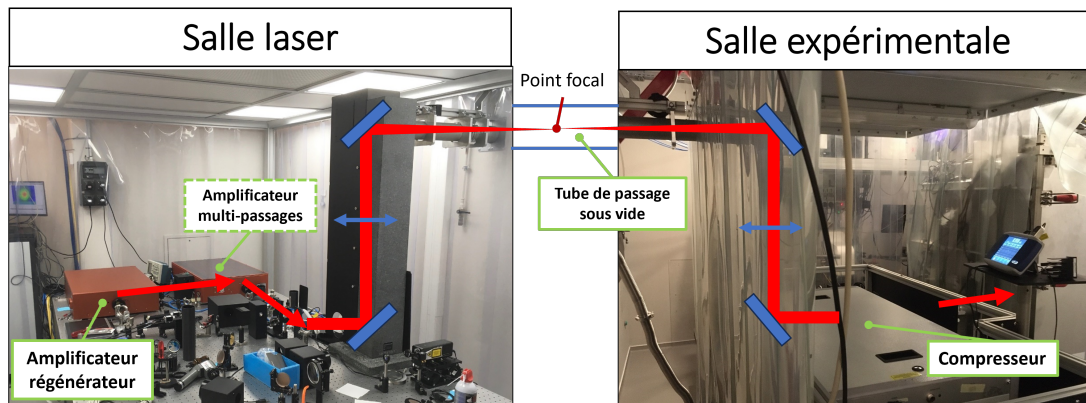 Salle laser
Salle expérimentale
Point focal
Amplificateur
multi-passages
Tube de passage
sous vide
Amplificateur
régénérateur
Compresseur